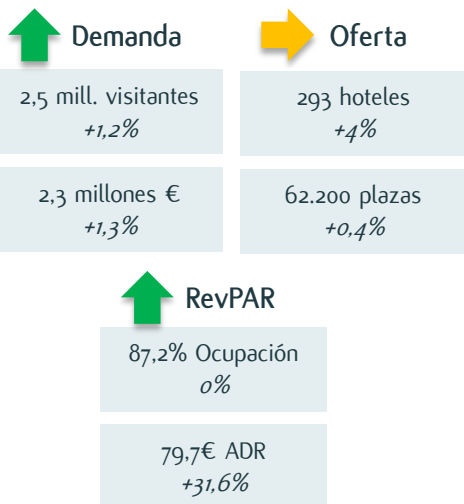 Demanda
2,5 mill. visitantes
+1,2%
2,3 millones €
+1,3%
Oferta
293 hoteles
+4%
62.200 plazas
+0,4%
RevPAR
87,2% Ocupación
0%
79,7€ ADR
+31,6%